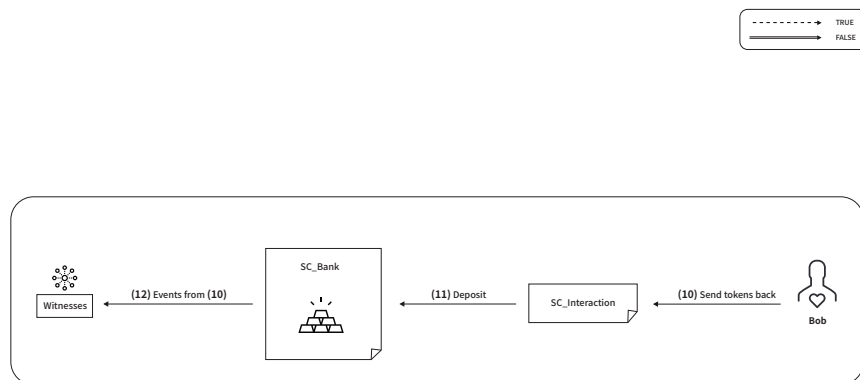 TRUE
FALSE
SC_Bank
(12) Events from (10)
(11) Deposit
(10) Send tokens back
Witnesses
SC_Interaction
Bob